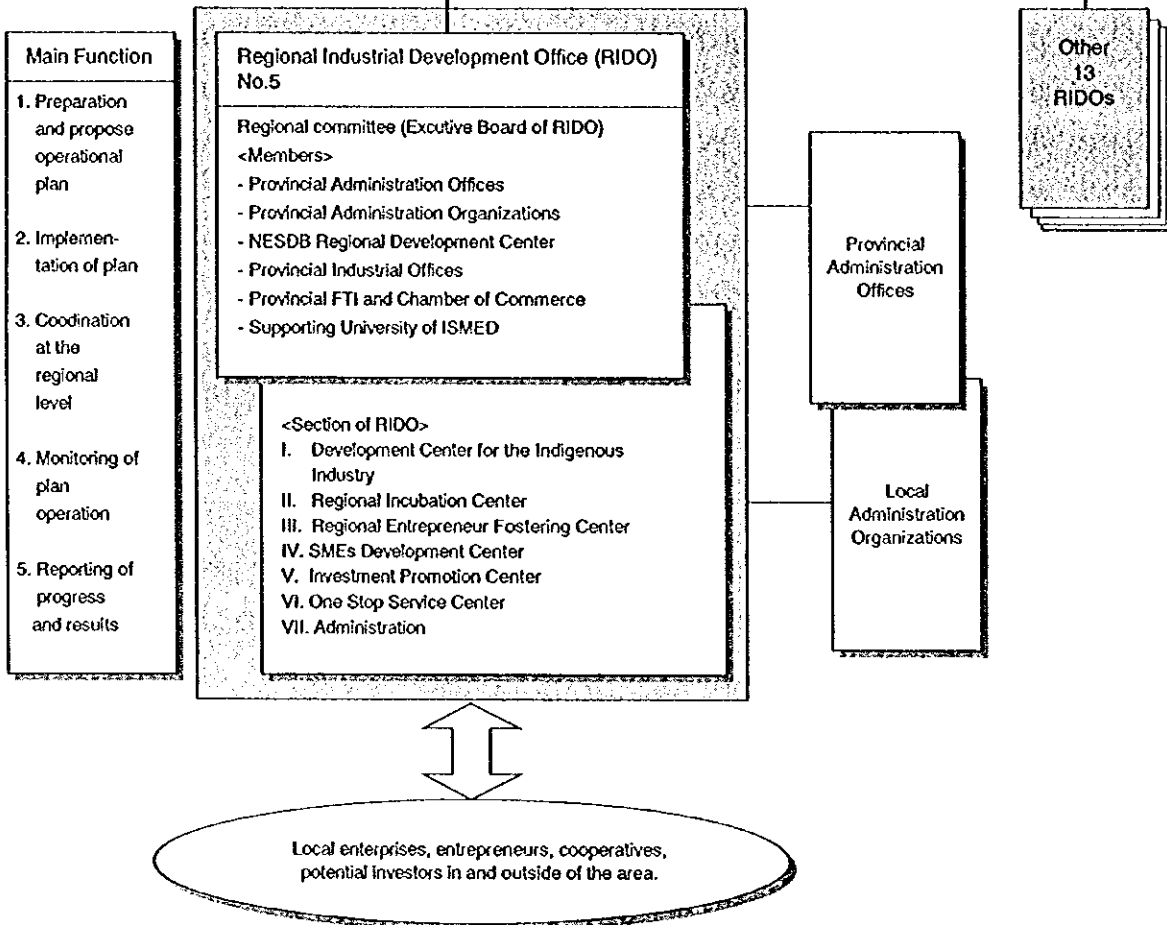 Main Function
1. Preparation
and propose
operational
plan
2. Implemen-
tation of plan
3. Coodination
at the
regional
level
4. Monitoring of
plan
operation
5. Reporting of
progress
and results
Regional Industrial Development Office (RIDO)
No.5
Regional committee (Excutive Board of RIDO)
<Members>
- Provincial Administration Offices
- Provincial Administration Organizations
- NESDB Regional Development Center
- Provincial Industrial Offices
- Provincial FTI and Chamber of Commerce
- Supporting University of ISMED
<Section of RIDO>
I. Development Center for the Indigenous
Industry
II. Regional Incubation Center
III. Regional Entrepreneur Fostering Center
IV. SMEs Development Center
V. Investment Promotion Center
VI. One Stop Service Center
VII. Administration
Provincial
Administration
Offices
Local
Administration
Organizations
Other
13
RIDOs
Local enterprises, entrepreneurs, cooperatives,
potential investors in and outside of the area.